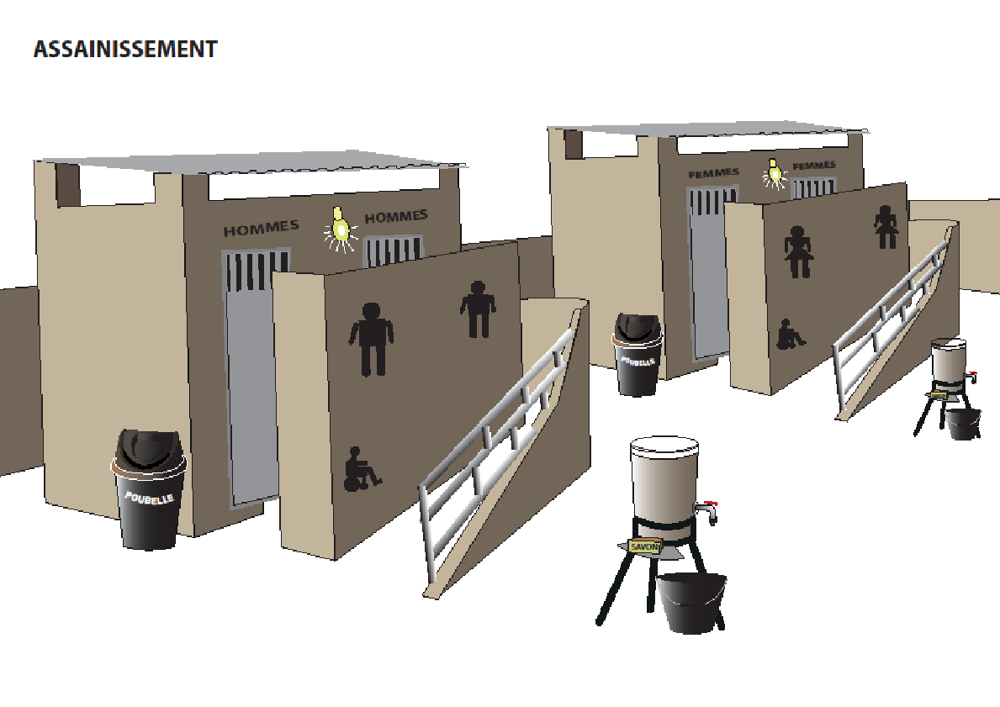 ASSAINISSEMENT
FEMMES
FEMMES
HOMMES
HOMMES
POUBELLE
POUBELLE
SAVON